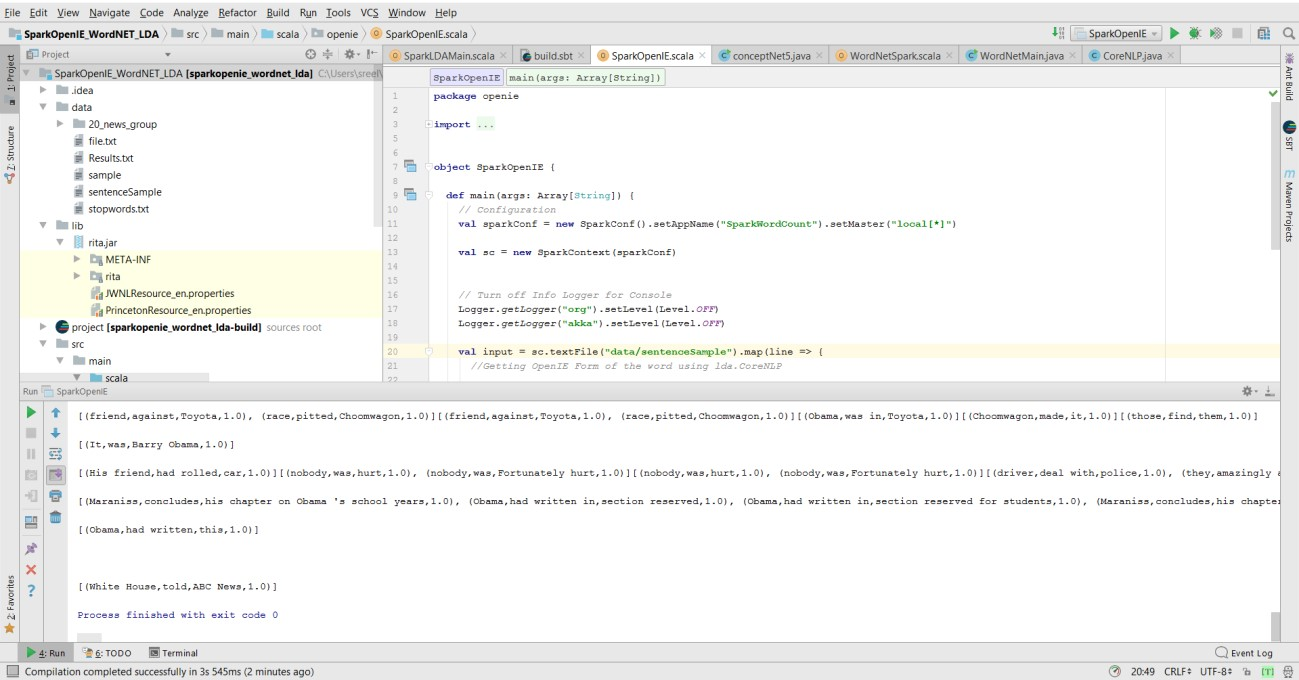 File Edit View Navigate Code Analyze Refactor Build Run Tools VCS Window Help
SparkOpenIE_WordNET_LDA src main scala openie SparkOpenIE.scala
SparkOpenIE
Project
SparkLDAMain.scala build.sbt SparkOpenIE.scala conceptNet5.java WordNetSpark.scala WordNetMain.java CoreNLP.java
1: Project
Z: Structure
2: Favorites
SparkOpenIE_WordNET_LDA [sparkopenie_wordnet_lda] C:\Users\sreel\
.idea
data
20_news_group
file.txt
Results.txt
sample
sentenceSample
stopwords.txt
lib
rita.jar
META-INF
rita
JWNLResource_en.properties
PrincetonResource_en.properties
project [sparkopenie_wordnet_lda-build] sources root
src
main
scala
SparkOpenIE main(args: Array[String])
1 package openie
2
3 import ...
5
6
7 object SparkOpenIE {
8
9 def main(args: Array[String]) {
10 // Configuration
11 val sparkConf = new SparkConf().setAppName("SparkWordCount").setMaster("local[*]")
12
13 val sc = new SparkContext(sparkConf)
14
15
16 // Turn off Info Logger for Console
17 Logger.getLogger("org").setLevel(Level.OFF)
18 Logger.getLogger("akka").setLevel(Level.OFF)
19
20 val input = sc.textFile("data/sentenceSample").map(line => {
21 //Getting OpenIE Form of the word using lda.CoreNLP
22
Ant Build
SBT
Maven Projects
Run SparkOpenIE
[(friend,against,Toyota,1.0), (race,pitted,Choomwagon,1.0)][(friend,against,Toyota,1.0), (race,pitted,Choomwagon,1.0)][(Obama,was in,Toyota,1.0)][(Choomwagon,made,it,1.0)][(those,find,them,1.0)]
[(It,was,Barry Obama,1.0)]
[(His friend,had rolled,car,1.0)][(nobody,was,hurt,1.0), (nobody,was,Fortunately hurt,1.0)][(nobody,was,hurt,1.0), (nobody,was,Fortunately hurt,1.0)][(driver,deal with,police,1.0), (they,amazingly a
[(Maraniss,concludes,his chapter on Obama 's school years,1.0), (Obama,had written in,section reserved,1.0), (Obama,had written in,section reserved for students,1.0), (Maraniss,concludes,his chapter
[(Obama,had written,this,1.0)]
[(White House,told,ABC News,1.0)]
Process finished with exit code 0
4: Run 6: TODO Terminal Event Log
Compilation completed successfully in 3s 545ms (2 minutes ago) 20:49 CRLF UTF-8 [T]